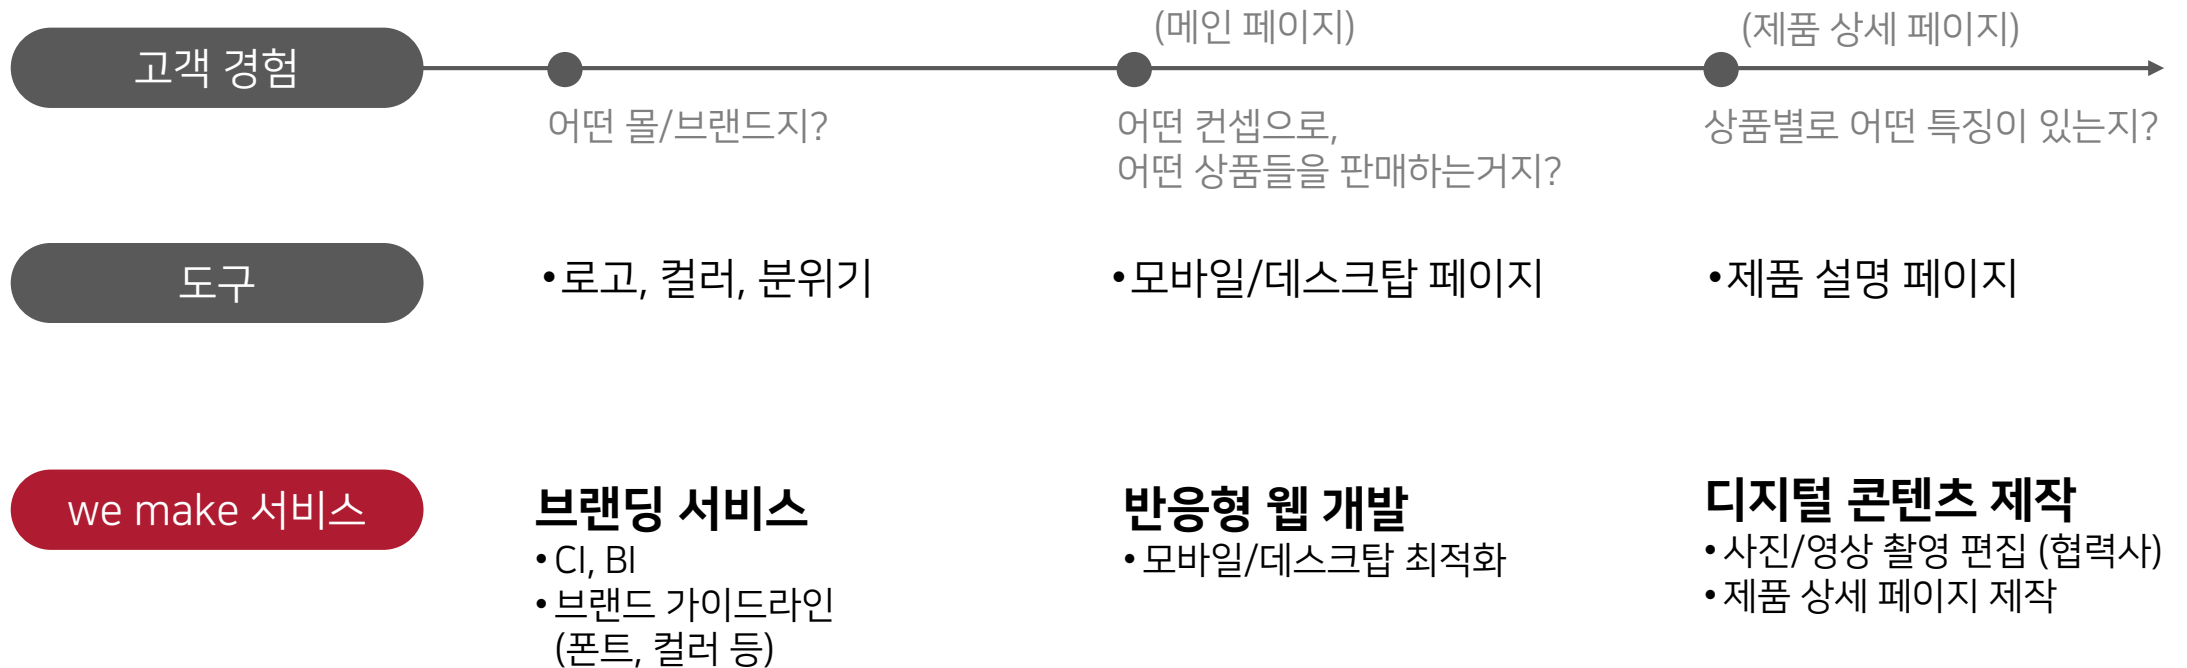 고객 경험
(메인 페이지)
(제품 상세 페이지)
어떤 몰/브랜드지?
어떤 컨셉으로,
어떤 상품들을 판매하는거지?
상품별로 어떤 특징이 있는지?
도구
•로고, 컬러, 분위기
•모바일/데스크탑 페이지
•제품 설명 페이지
we make 서비스
브랜딩 서비스
•CI, BI
•브랜드 가이드라인
(폰트, 컬러 등)
반응형 웹 개발
•모바일/데스크탑 최적화
디지털 콘텐츠 제작
•사진/영상 촬영 편집 (협력사)
•제품 상세 페이지 제작